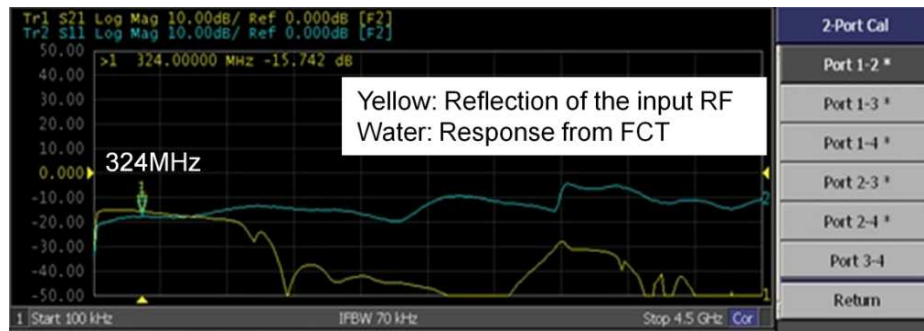 Tr1 S21 Log Mag 10.00dB/ Ref 0.000dB [F2]
Tr2 S11 Log Mag 10.00dB/ Ref 0.000dB [F2]
50.00
>1 324.00000 MHz -15.742 dB
40.00
30.00
20.00
10.00
0.000
-10.00
-20.00
-30.00
-40.00
-50.00
Yellow: Reflection of the input RF
Water: Response from FCT
324MHz
1
2
1
1 Start 100 kHz
IFBW 70 kHz
Stop 4.5 GHz Cor
2-Port Cal
Port 1-2 *
Port 1-3 *
Port 1-4 *
Port 2-3 *
Port 2-4 *
Port 3-4
Return